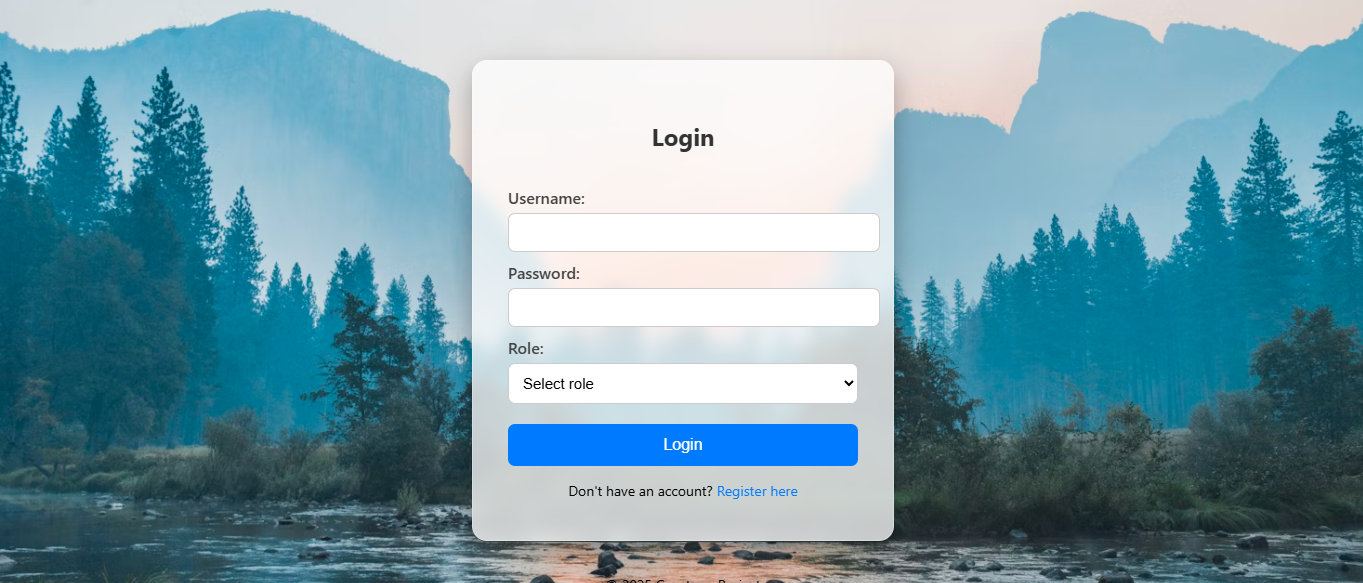 Login
Username:
Password:
Role:
Select role
Login
Don't have an account? Register here